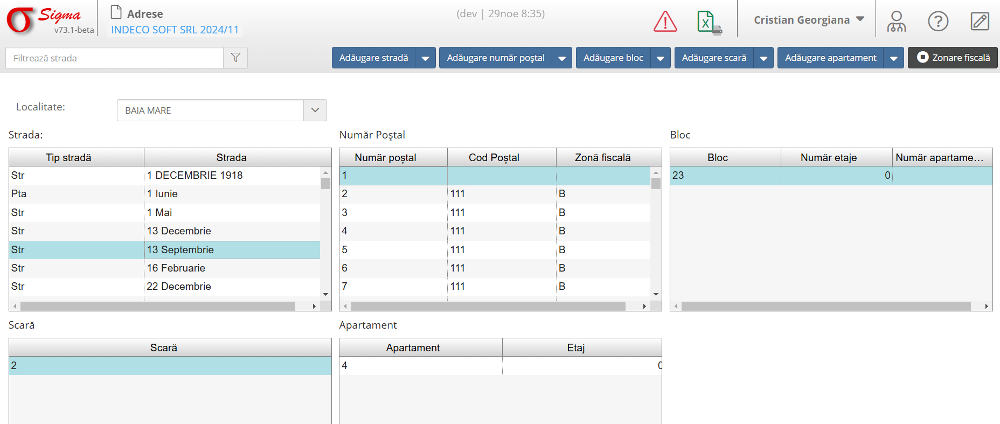 σ Sigma
v73.1-beta
Adrese
INDECO SOFT SRL 2024/11
(dev | 29noe 8:35)
Cristian Georgiana
Filtrează strada
Adăugare stradă
Adăugare număr poștal
Adăugare bloc
Adăugare scară
Adăugare apartament
Zonare fiscală
Localitate:
BAIA MARE
Strada:
Tip stradă Strada
Str 1 DECEMBRIE 1918
Pta 1 Iunie
Str 1 Mai
Str 13 Decembrie
Str 13 Septembrie
Str 16 Februarie
Str 22 Decembrie
Număr Poștal
Număr poștal Cod Poștal Zonă fiscală
1
2 111 B
3 111 B
4 111 B
5 111 B
6 111 B
7 111 B
Bloc
Bloc Număr etaje Număr apartame…
23 0
Scară
Scară
2
Apartament
Apartament Etaj
4 0